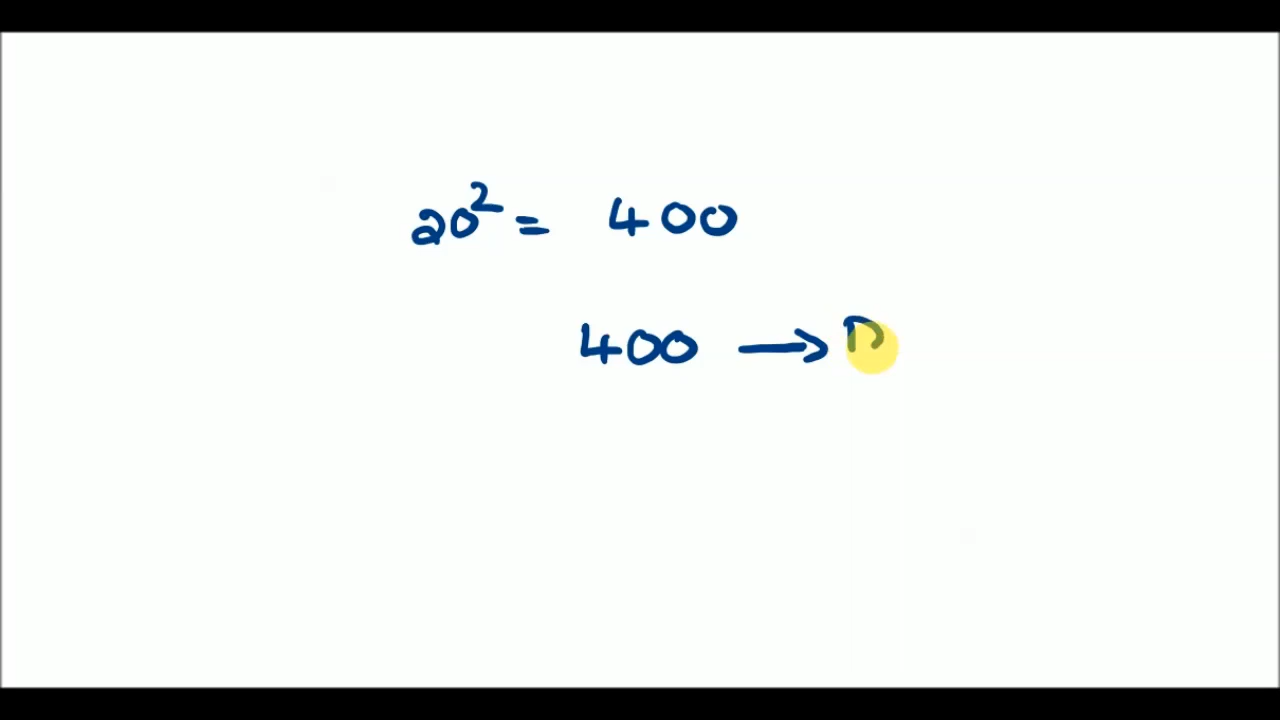 20² = 400
400 →